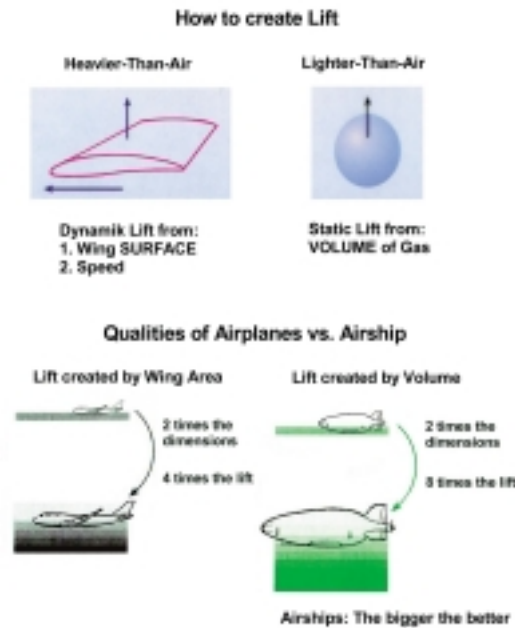 How to create Lift
Heavier-Than-Air
Lighter-Than-Air
Dynamik Lift from:
1. Wing SURFACE
2. Speed
Static Lift from:
VOLUME of Gas
Qualities of Airplanes vs. Airship
Lift created by Wing Area
Lift created by Volume
2 times the
dimensions
4 times the lift
2 times the
dimensions
8 times the lift
Airships: The bigger the better